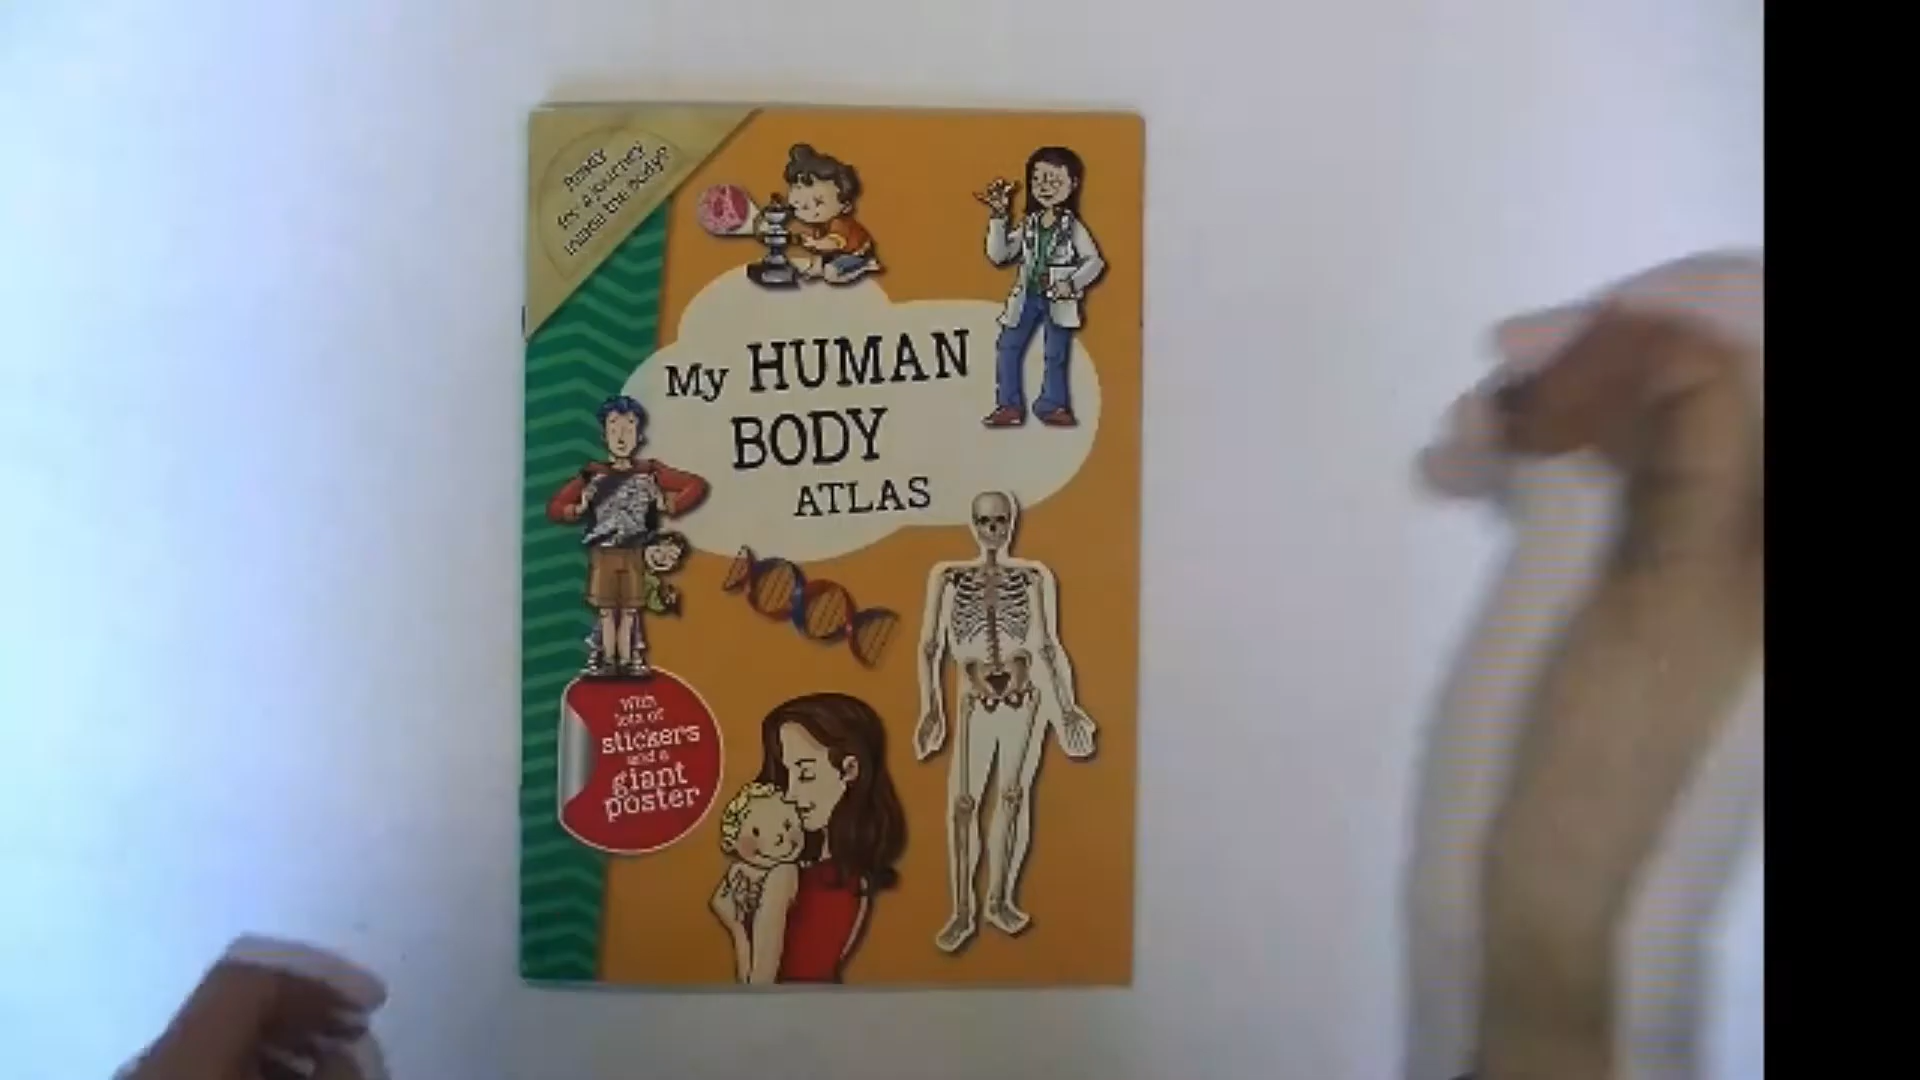 Ready
for a journey
inside the body?
My HUMAN
BODY
ATLAS
With
lots of
stickers
and a
giant
poster